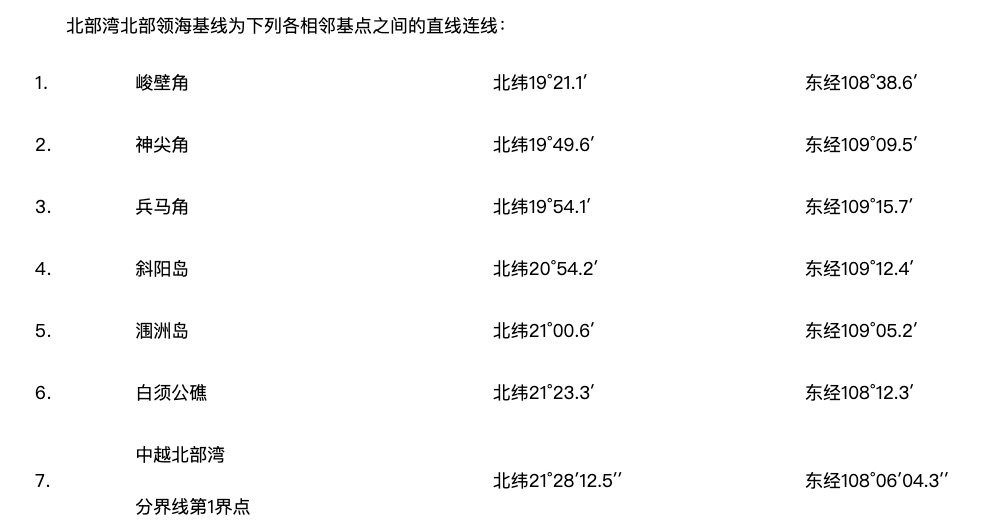 北部湾北部领海基线为下列各相邻基点之间的直线连线：
1. 峻壁角 北纬19°21.1′ 东经108°38.6′
2. 神尖角 北纬19°49.6′ 东经109°09.5′
3. 兵马角 北纬19°54.1′ 东经109°15.7′
4. 斜阳岛 北纬20°54.2′ 东经109°12.4′
5. 涠洲岛 北纬21°00.6′ 东经109°05.2′
6. 白须公礁 北纬21°23.3′ 东经108°12.3′
中越北部湾
7. 北纬21°28′12.5′′ 东经108°06′04.3′′
分界线第1界点